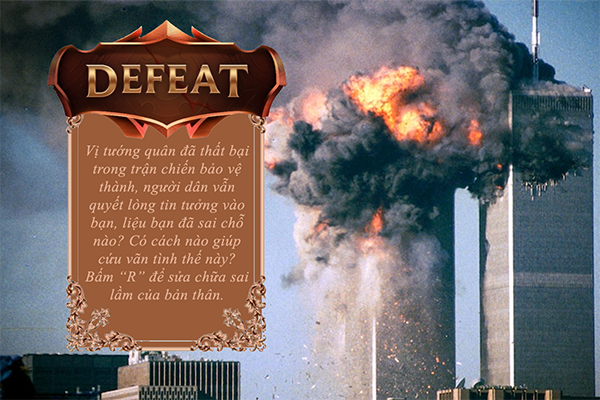 DEFEAT
Vị tướng quân đã thất bại
trong trận chiến bảo vệ
thành, người dân vẫn
quyết lòng tin tưởng vào
bạn, liệu bạn đã sai chỗ
nào? Có cách nào giúp
cứu vãn tình thế này?
Bấm “R” để sửa chữa sai
lầm của bản thân.